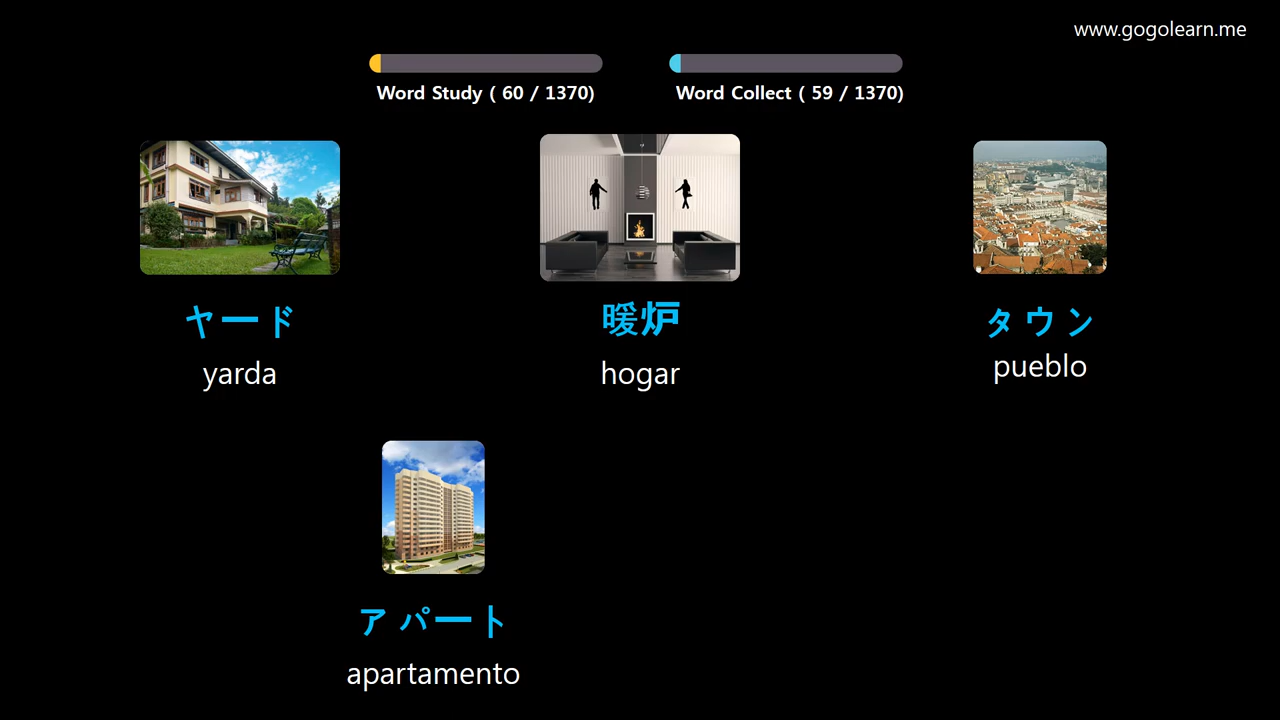 www.gogolearn.me
Word Study ( 60 / 1370)
Word Collect ( 59 / 1370)
ヤード
yarda
暖炉
hogar
タウン
pueblo
アパート
apartamento